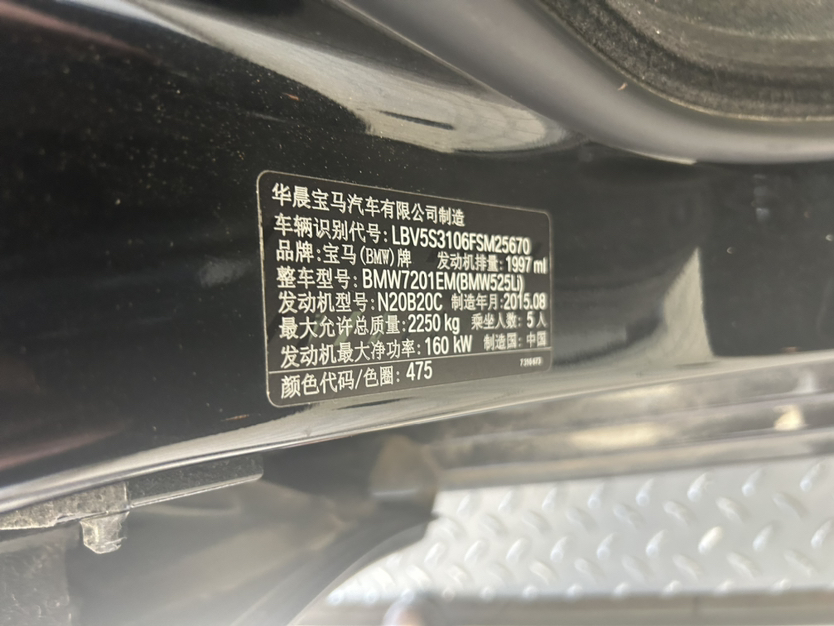 华晨宝马汽车有限公司制造
车辆识别代号: LBV5S3106FSM25670
品牌: 宝马(BMW)牌 发动机排量: 1997 ml
整车型号: BMW7201EM(BMW525Li)
发动机型号: N20B20C 制造年月: 2015.08
最大允许总质量: 2250 kg 乘坐人数: 5 人
发动机最大净功率: 160 kW 制造国: 中国
颜色代码/色圈: 475